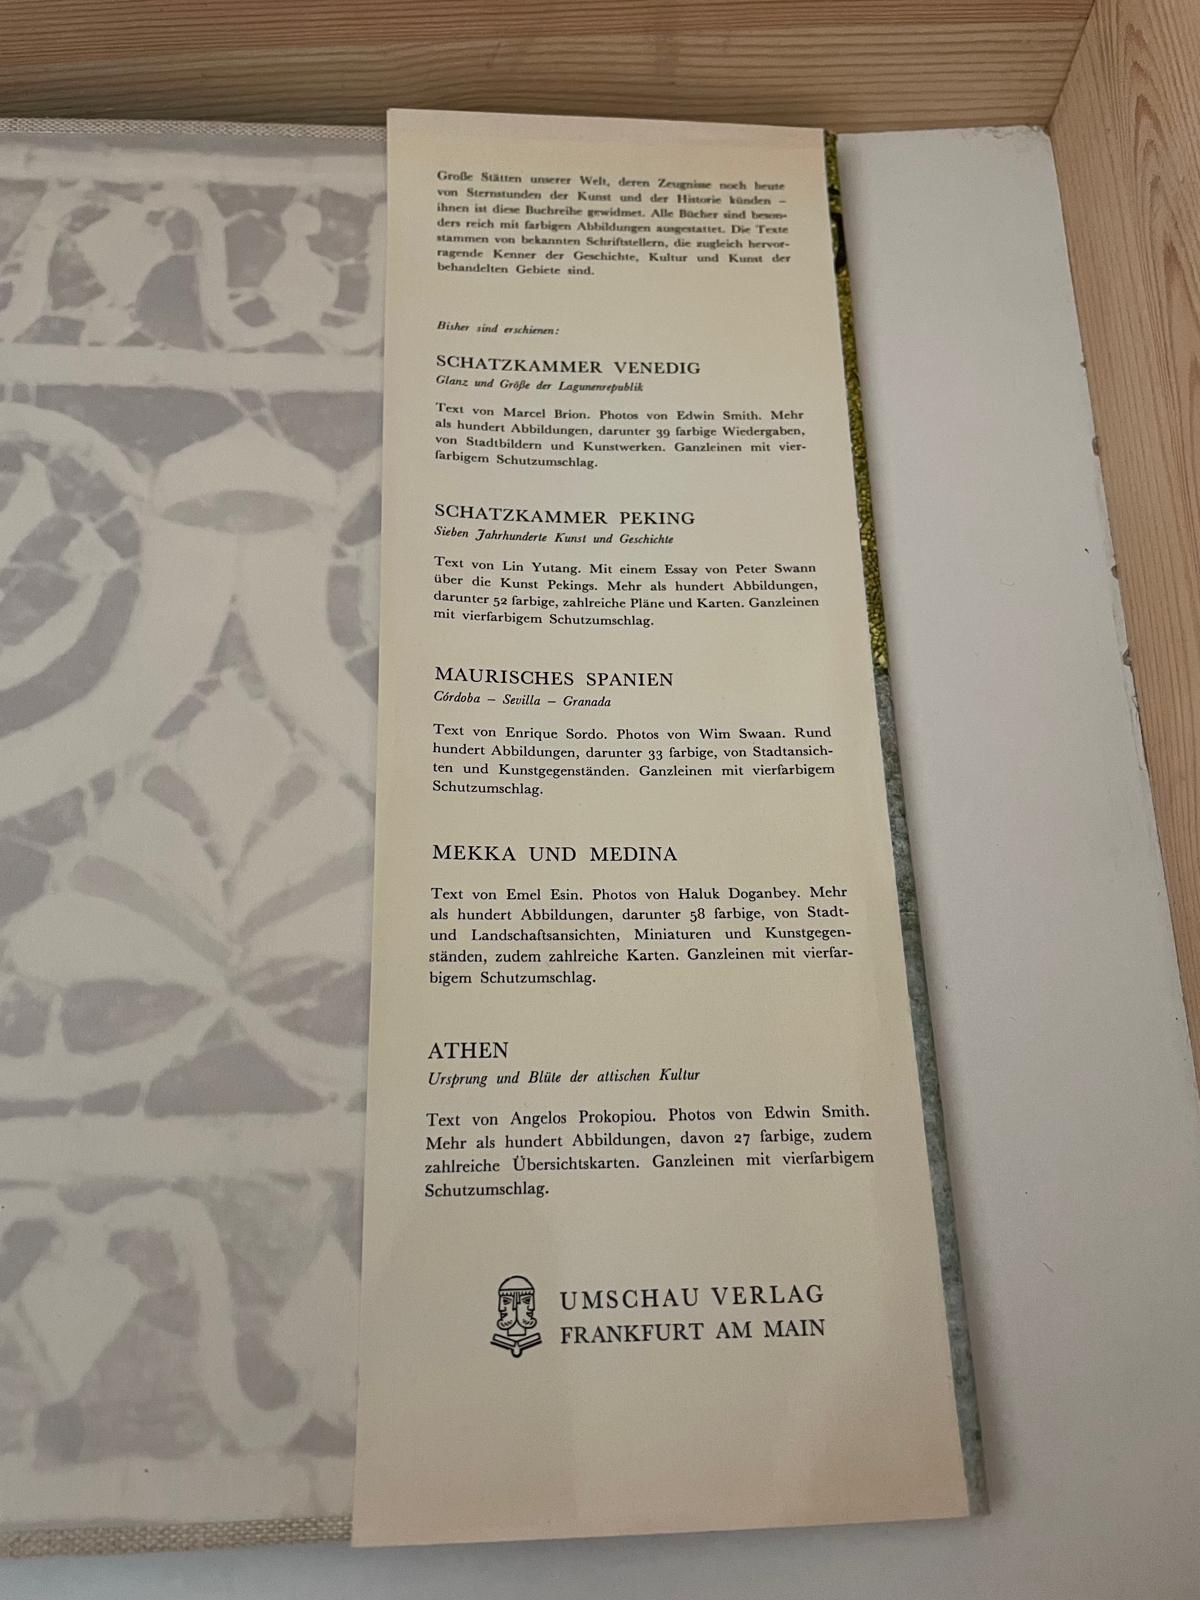 Große Stätten unserer Welt, deren Zeugnisse noch heute
von Sternstunden der Kunst und der Historie künden –
ihnen ist diese Buchreihe gewidmet. Alle Bücher sind beson-
ders reich mit farbigen Abbildungen ausgestattet. Die Texte
stammen von bekannten Schriftstellern, die zugleich hervor-
ragende Kenner der Geschichte, Kultur und Kunst der
behandelten Gebiete sind.
Bisher sind erschienen:
SCHATZKAMMER VENEDIG
Glanz und Größe der Lagunenrepublik
Text von Marcel Brion. Photos von Edwin Smith. Mehr
als hundert Abbildungen, darunter 39 farbige Wiedergaben,
von Stadtbildern und Kunstwerken. Ganzleinen mit vier-
farbigem Schutzumschlag.
SCHATZKAMMER PEKING
Sieben Jahrhunderte Kunst und Geschichte
Text von Lin Yutang. Mit einem Essay von Peter Swann
über die Kunst Pekings. Mehr als hundert Abbildungen,
darunter 52 farbige, zahlreiche Pläne und Karten. Ganzleinen
mit vierfarbigem Schutzumschlag.
MAURISCHES SPANIEN
Córdoba – Sevilla – Granada
Text von Enrique Sordo. Photos von Wim Swaan. Rund
hundert Abbildungen, darunter 33 farbige, von Stadtansich-
ten und Kunstgegenständen. Ganzleinen mit vierfarbigem
Schutzumschlag.
MEKKA UND MEDINA
Text von Emel Esin. Photos von Haluk Doganbey. Mehr
als hundert Abbildungen, darunter 58 farbige, von Stadt-
und Landschaftsansichten, Miniaturen und Kunstgegen-
ständen, zudem zahlreiche Karten. Ganzleinen mit vierfar-
bigem Schutzumschlag.
ATHEN
Ursprung und Blüte der attischen Kultur
Text von Angelos Prokopiou. Photos von Edwin Smith.
Mehr als hundert Abbildungen, davon 27 farbige, zudem
zahlreiche Übersichtskarten. Ganzleinen mit vierfarbigem
Schutzumschlag.
UMSCHAU VERLAG
FRANKFURT AM MAIN